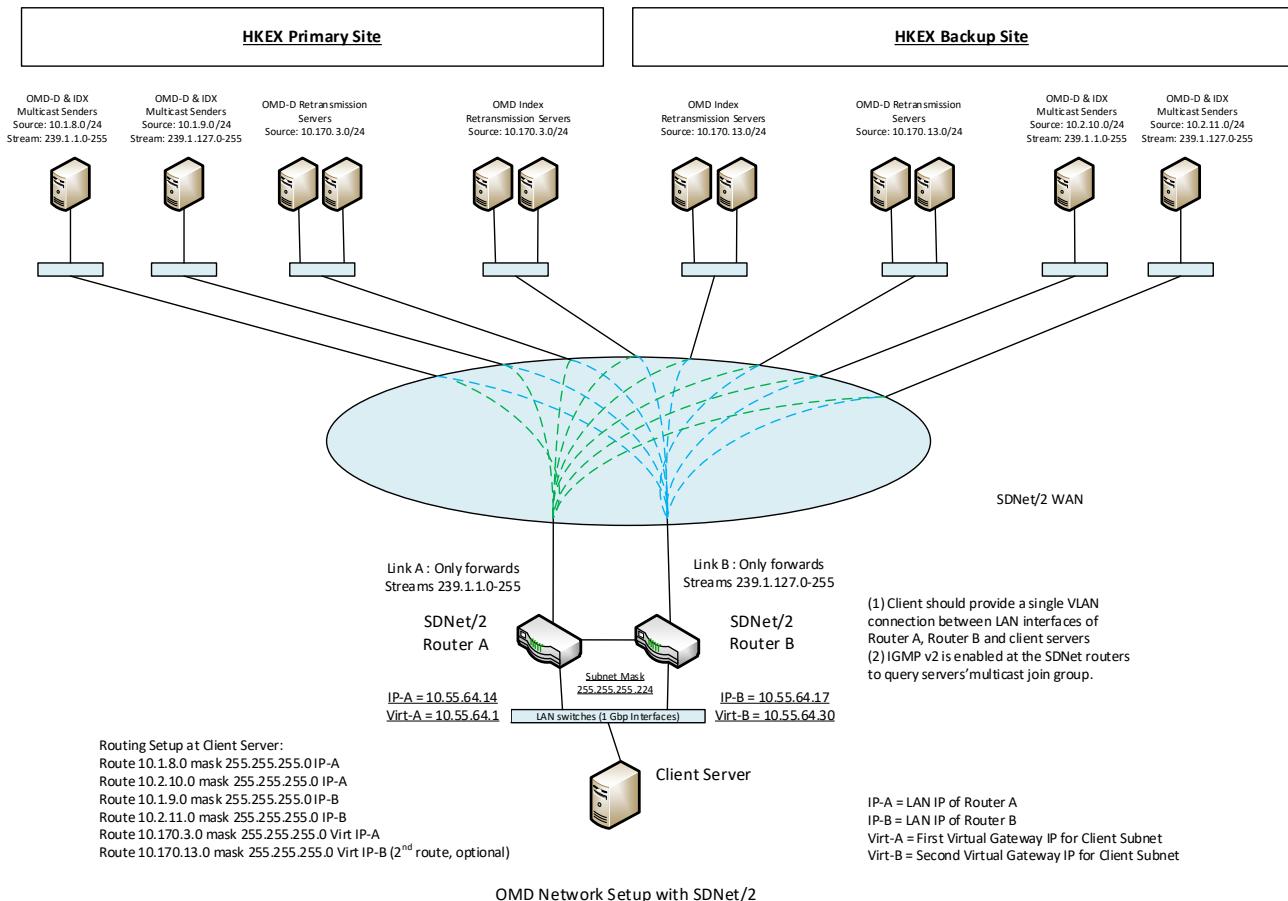 HKEX Primary Site
HKEX Backup Site
OMD-D & IDX
Multicast Senders
Source: 10.1.8.0/24
Stream: 239.1.1.0-255
OMD-D & IDX
Multicast Senders
Source: 10.1.9.0/24
Stream: 239.1.127.0-255
OMD-D Retransmission
Servers
Source: 10.170.3.0/24
OMD Index
Retransmission Servers
Source: 10.170.3.0/24
OMD Index
Retransmission Servers
Source: 10.170.13.0/24
OMD-D Retransmission
Servers
Source: 10.170.13.0/24
OMD-D & IDX
Multicast Senders
Source: 10.2.10.0/24
Stream: 239.1.1.0-255
OMD-D & IDX
Multicast Senders
Source: 10.2.11.0/24
Stream: 239.1.127.0-255
SDNet/2 WAN
Link A : Only forwards
Streams 239.1.1.0-255
Link B : Only forwards
Streams 239.1.127.0-255
SDNet/2
Router A
SDNet/2
Router B
(1) Client should provide a single VLAN
connection between LAN interfaces of
Router A, Router B and client servers
(2) IGMP v2 is enabled at the SDNet routers
to query servers' multicast join group.
Subnet Mask
255.255.255.224
IP-A = 10.55.64.14
Virt-A = 10.55.64.1
IP-B = 10.55.64.17
Virt-B = 10.55.64.30
LAN switches (1 Gbp Interfaces)
Client Server
Routing Setup at Client Server:
Route 10.1.8.0 mask 255.255.255.0 IP-A
Route 10.2.10.0 mask 255.255.255.0 IP-A
Route 10.1.9.0 mask 255.255.255.0 IP-B
Route 10.2.11.0 mask 255.255.255.0 IP-B
Route 10.170.3.0 mask 255.255.255.0 Virt IP-A
Route 10.170.13.0 mask 255.255.255.0 Virt IP-B (2nd route, optional)
IP-A = LAN IP of Router A
IP-B = LAN IP of Router B
Virt-A = First Virtual Gateway IP for Client Subnet
Virt-B = Second Virtual Gateway IP for Client Subnet
OMD Network Setup with SDNet/2